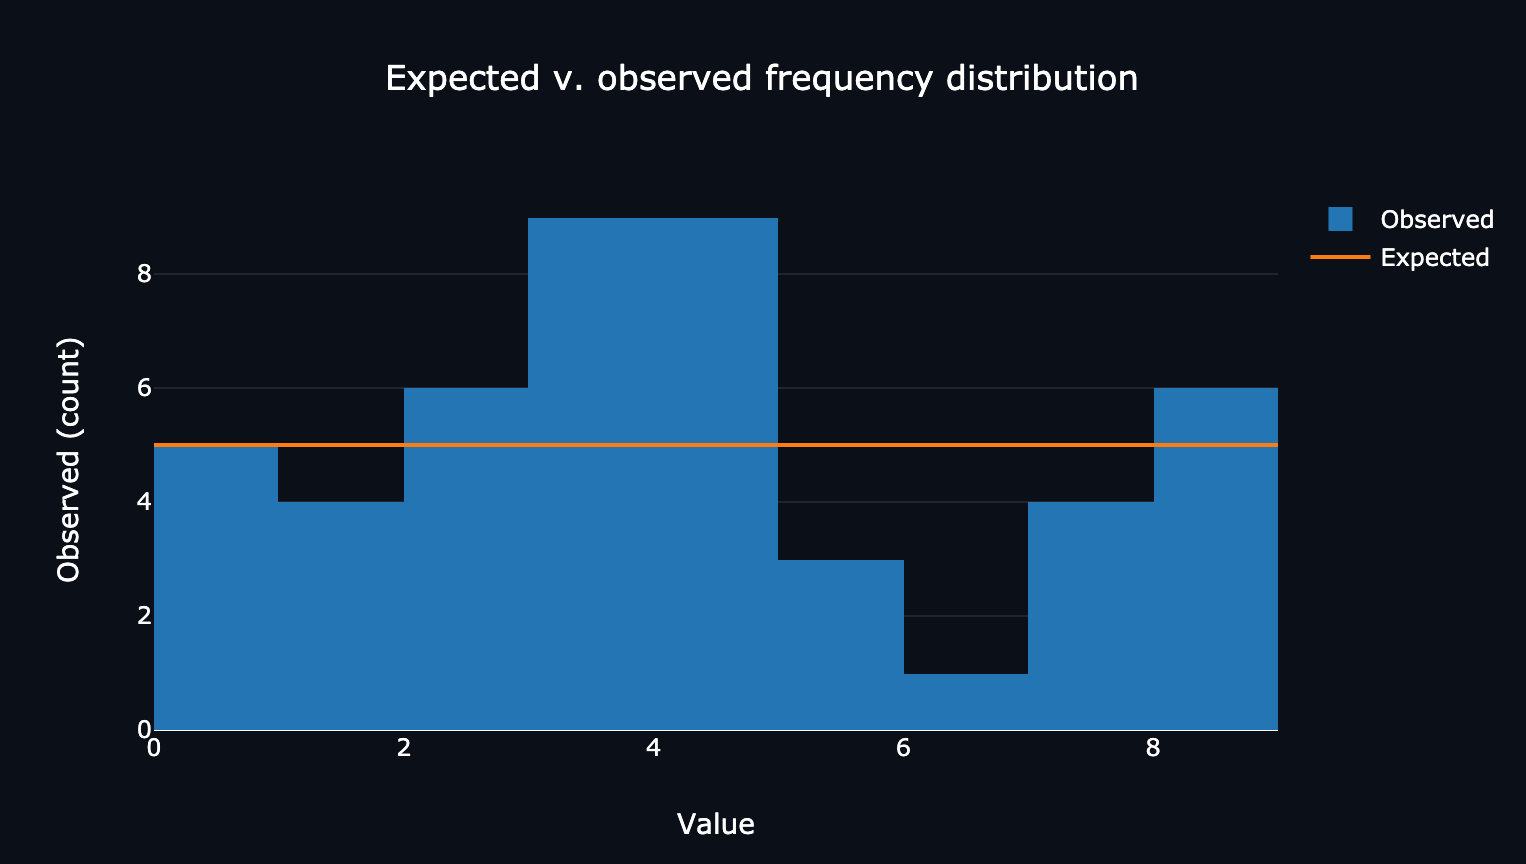 Expected v. observed frequency distribution
Observed
Expected
Observed (count)
8
6
4
2
0
0 2 4 6 8
Value